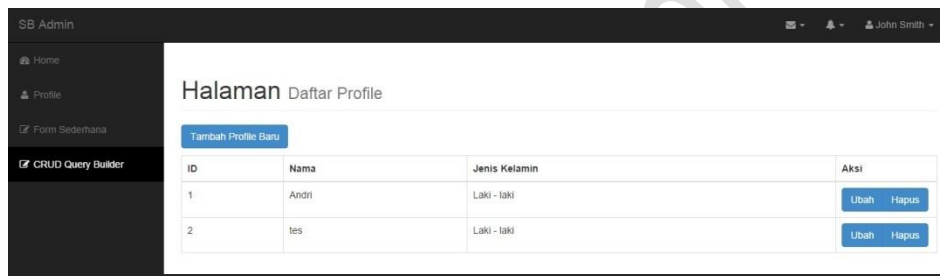 SB Admin John Smith
Home
Profile
Form Sederhana
CRUD Query Builder
Halaman Daftar Profile
Tambah Profile Baru
ID Nama Jenis Kelamin Aksi
1 Andri Laki - laki Ubah Hapus
2 tes Laki - laki Ubah Hapus